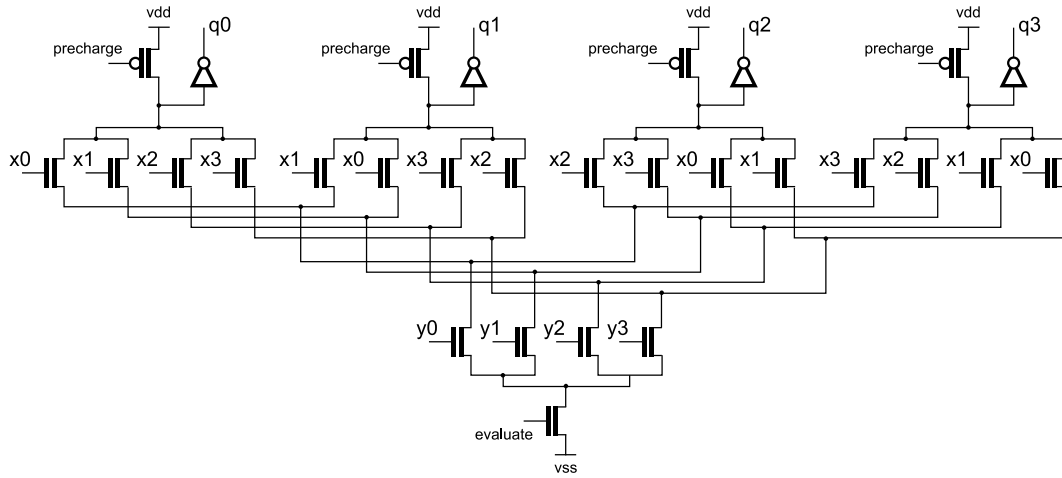 vdd q0 vdd q1 vdd q2 vdd q3
precharge precharge precharge precharge
x0 x1 x2 x3 x1 x0 x3 x2 x2 x3 x0 x1 x3 x2 x1 x0
y0 y1 y2 y3
evaluate
vss